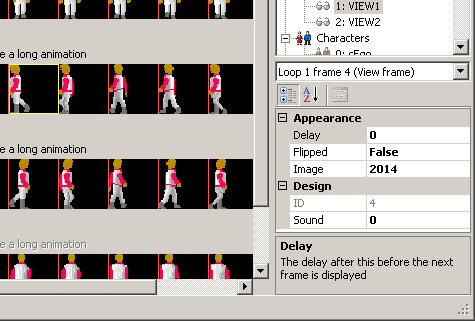 1: VIEW1
2: VIEW2
Characters
e a long animation
Loop 1 frame 4 (View frame)
Appearance
Delay 0
Flipped False
Image 2014
e a long animation
Design
ID 4
Sound 0
e a long animation
Delay
The delay after this before the next
frame is displayed